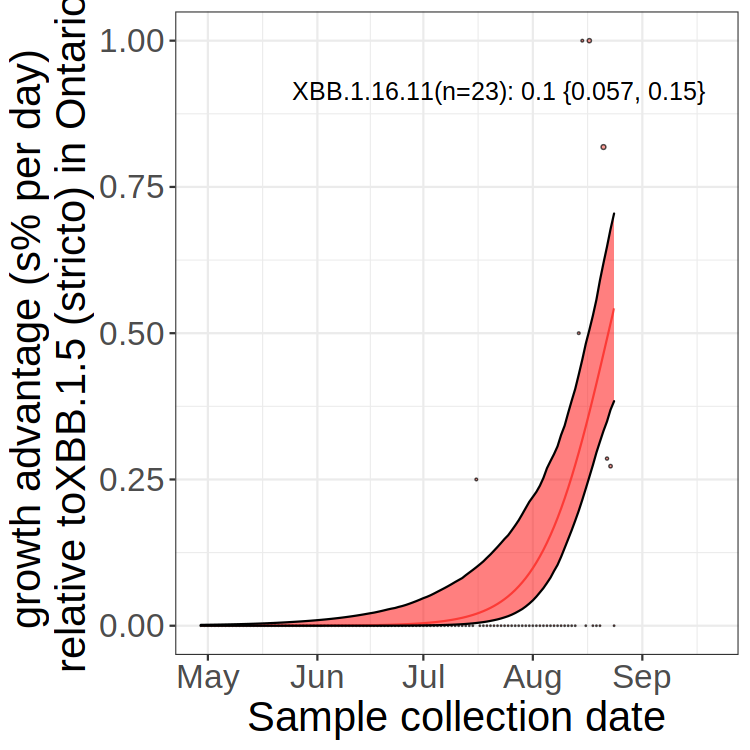 growth advantage (s% per day)
relative toXBB.1.5 (stricto) in Ontario
1.00
0.75
0.50
0.25
0.00
XBB.1.16.11(n=23): 0.1 {0.057, 0.15}
May Jun Jul Aug Sep
Sample collection date